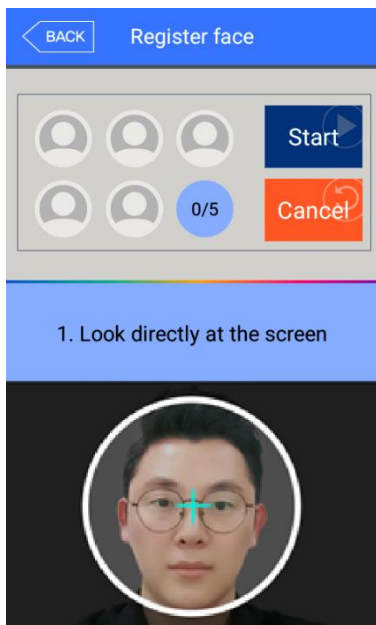 BACK
Register face
Start
0/5
Cancel
1. Look directly at the screen